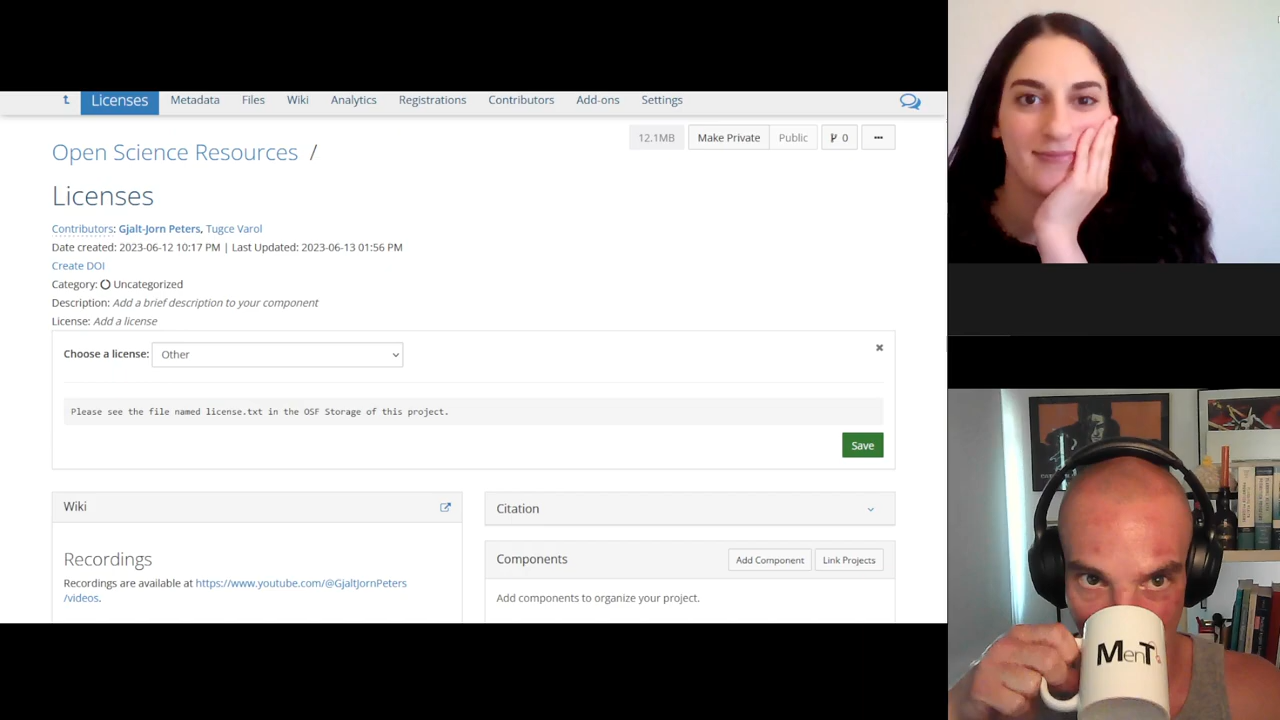 Licenses Metadata Files Wiki Analytics Registrations Contributors Add-ons Settings
12.1MB Make Private Public 0
Open Science Resources /
Licenses
Contributors: Gjalt-Jorn Peters, Tugce Varol
Date created: 2023-06-12 10:17 PM | Last Updated: 2023-06-13 01:56 PM
Create DOI
Category: Uncategorized
Description: Add a brief description to your component
License: Add a license
Choose a license: Other
Please see the file named license.txt in the OSF Storage of this project.
Save
Wiki
Recordings
Recordings are available at https://www.youtube.com/@GjaltJornPeters
/videos.
Citation
Components Add Component Link Projects
Add components to organize your project.
MenT